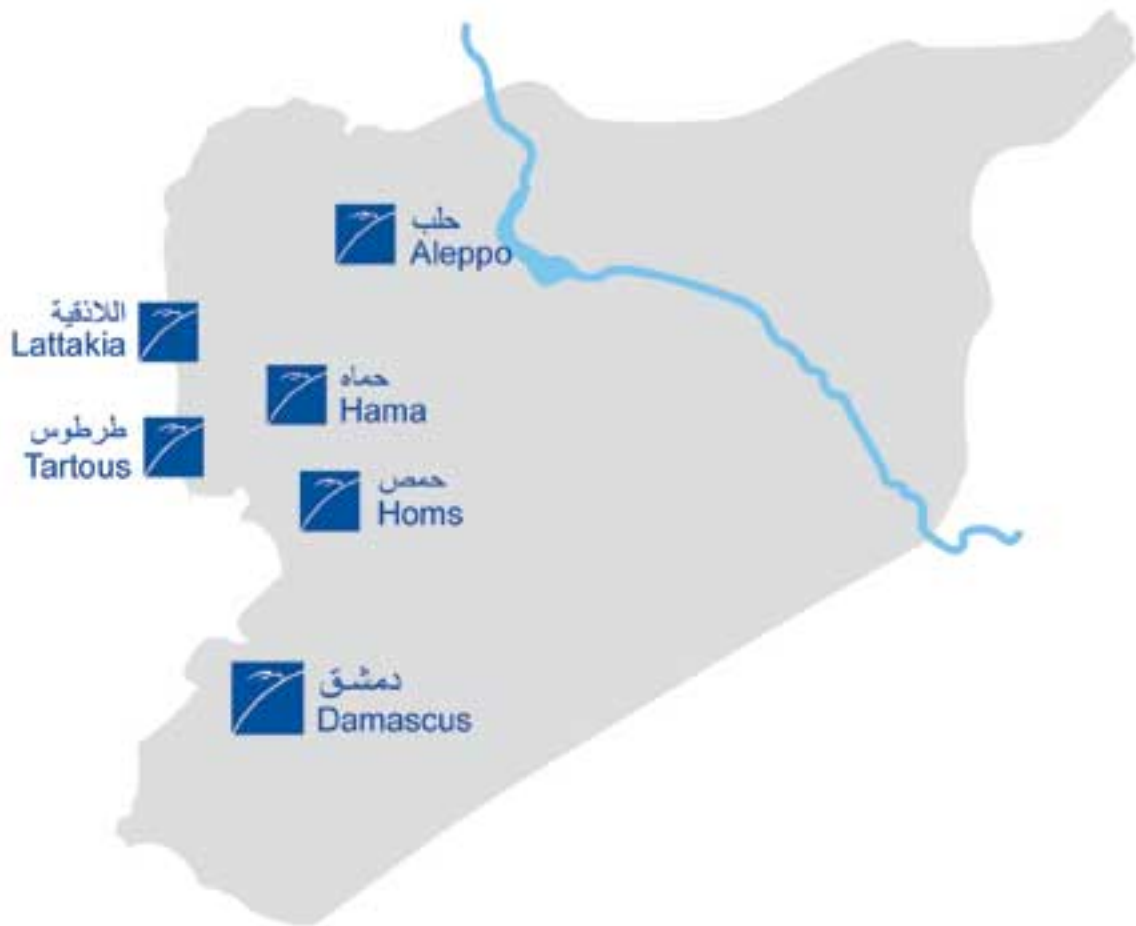 حلب
Aleppo
اللاذقية
Lattakia
حماه
Hama
طرطوس
Tartous
حمص
Homs
دمشق
Damascus